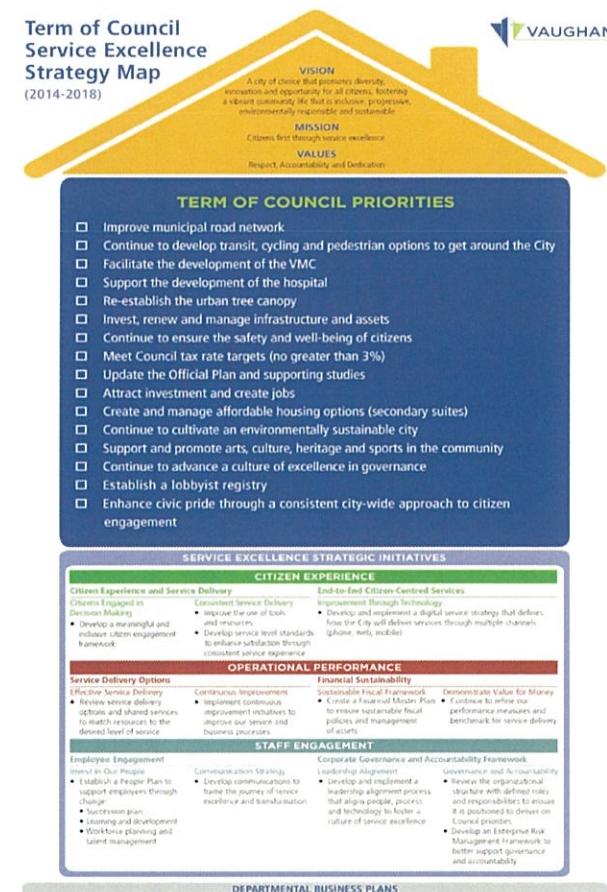 Term of Council
Service Excellence
Strategy Map
(2014-2018)
VAUGHAN
VISION
A city of choice that promotes diversity,
innovation and opportunity for all citizens, fostering
a vibrant community life that is inclusive, progressive,
environmentally responsible and sustainable
MISSION
Citizens first through service excellence
VALUES
Respect, Accountability and Dedication
TERM OF COUNCIL PRIORITIES
Improve municipal road network
Continue to develop transit, cycling and pedestrian options to get around the City
Facilitate the development of the VMC
Support the development of the hospital
Re-establish the urban tree canopy
Invest, renew and manage infrastructure and assets
Continue to ensure the safety and well-being of citizens
Meet Council tax rate targets (no greater than 3%)
Update the Official Plan and supporting studies
Attract investment and create jobs
Create and manage affordable housing options (secondary suites)
Continue to cultivate an environmentally sustainable city
Support and promote arts, culture, heritage and sports in the community
Continue to advance a culture of excellence in governance
Establish a lobbyist registry
Enhance civic pride through a consistent city-wide approach to citizen
engagement
SERVICE EXCELLENCE STRATEGIC INITIATIVES
CITIZEN EXPERIENCE
Citizen Experience and Service Delivery
Citizens Engaged in
Decision Making
• Develop a meaningful and
inclusive citizen engagement
framework
Consistent Service Delivery
• Improve the use of tools
and resources
• Develop service level standards
to enhance satisfaction through
consistent service experience
End-to-End Citizen-Centred Services
Improvement Through Technology
• Develop and implement a digital service strategy that defines
how the City will deliver services through multiple channels
(phone, web, mobile)
OPERATIONAL PERFORMANCE
Service Delivery Options
Effective Service Delivery
• Review service delivery
options and shared services
to match resources to the
desired level of service
Continuous Improvement
• Implement continuous
improvement initiatives to
improve our service and
business processes
Financial Sustainability
Sustainable Fiscal Framework
• Create a Financial Master Plan
to ensure sustainable fiscal
policies and management
of assets
Demonstrate Value for Money
• Continue to refine our
performance measures and
benchmark for service delivery
STAFF ENGAGEMENT
Employee Engagement
Invest in Our People
• Establish a People Plan to
support employees through
change:
• Succession plan
• Learning and development
• Workforce planning and
talent management
Communication Strategy
• Develop communications to
frame the journey of service
excellence and transformation
Corporate Governance and Accountability Framework
Leadership Alignment
• Develop and implement a
leadership alignment process
that aligns people, process
and technology to foster a
culture of service excellence
Governance and Accountability
• Review the organizational
structure with defined roles
and responsibilities to ensure
it is positioned to deliver on
Council priorities
• Develop an Enterprise Risk
Management Framework to
better support governance
and accountability
DEPARTMENTAL BUSINESS PLANS